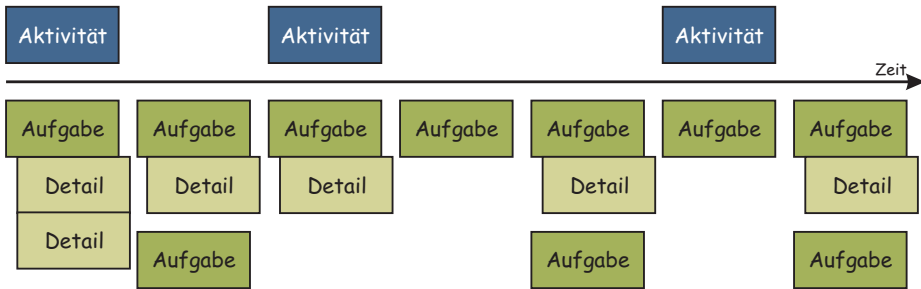 Aktivität Aktivität Aktivität
Zeit
Aufgabe Aufgabe Aufgabe Aufgabe Aufgabe Aufgabe Aufgabe
Detail Detail Detail Detail Detail
Detail
Aufgabe Aufgabe Aufgabe